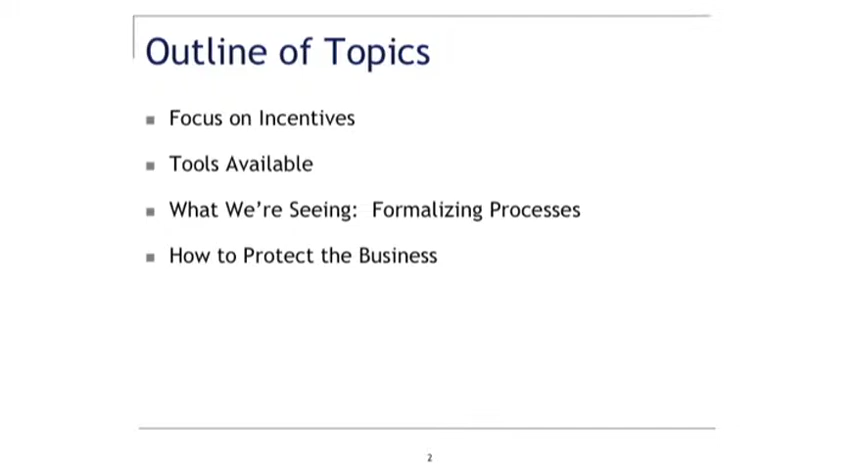 Outline of Topics
Focus on Incentives
Tools Available
What We're Seeing:  Formalizing Processes
How to Protect the Business
2